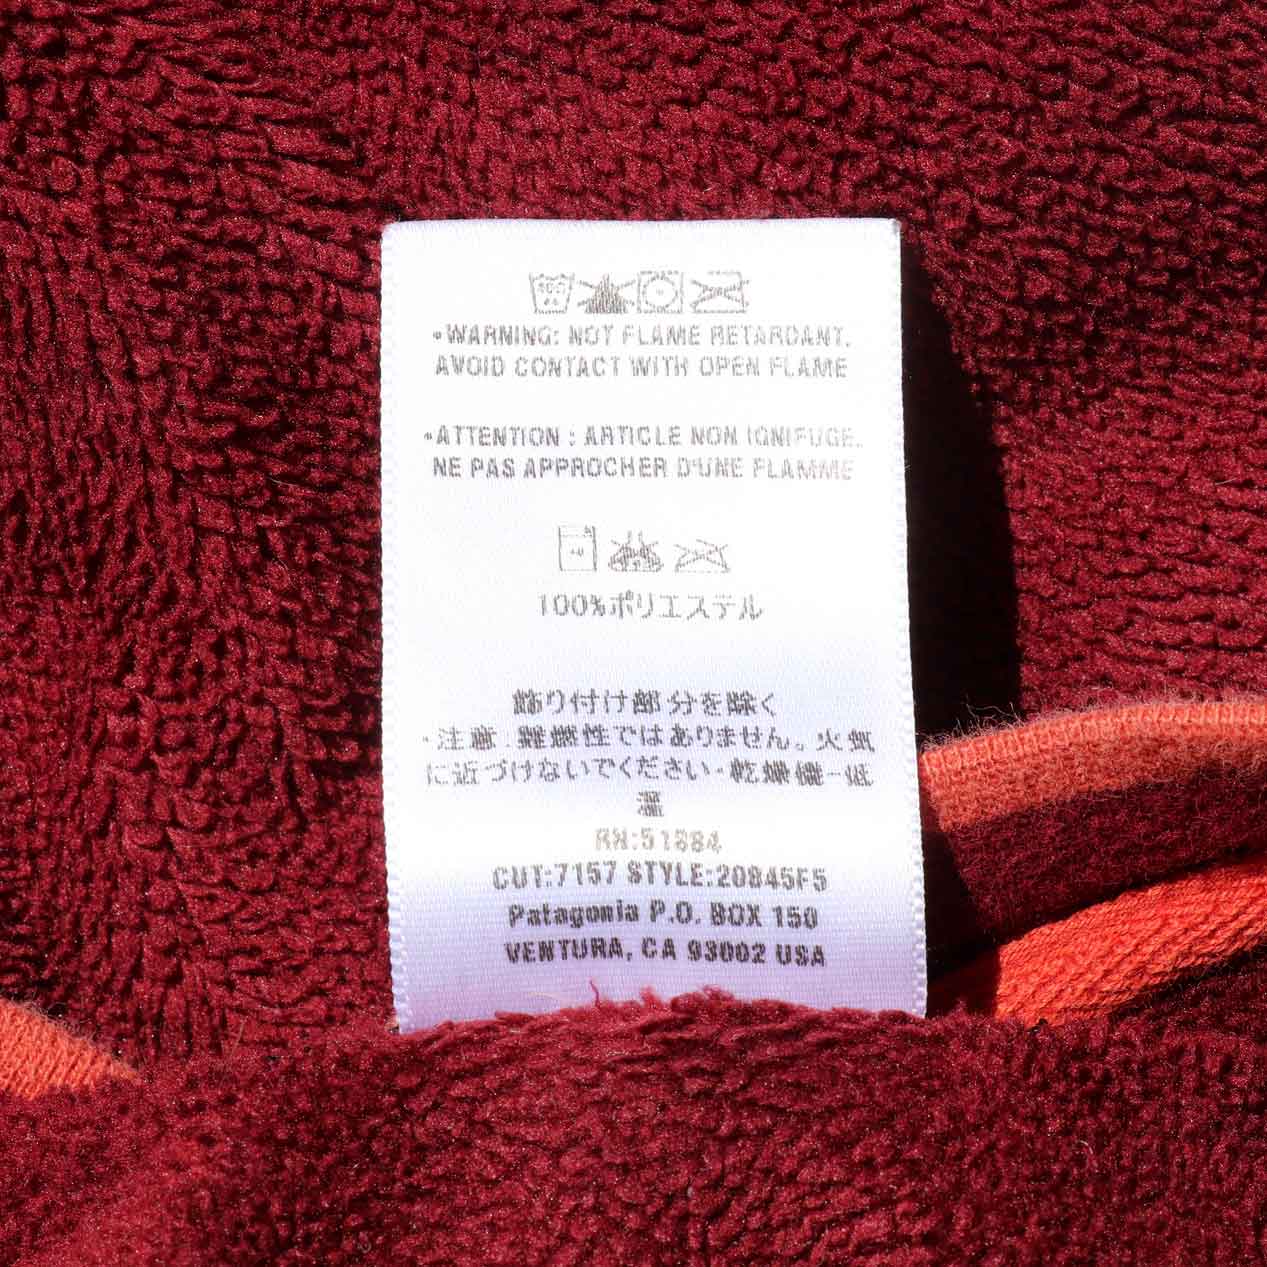 •WARNING: NOT FLAME RETARDANT.
AVOID CONTACT WITH OPEN FLAME
•ATTENTION : ARTICLE NON IGNIFUGE.
NE PAS APPROCHER D'UNE FLAMME
100%ポリエステル
飾り付け部分を除く
・注意:難燃性ではありません。火気
に近づけないでください・乾燥機-低
温
RN:51884
CUT:7157 STYLE:20845F5
Patagonia P.O. BOX 150
VENTURA, CA 93002 USA